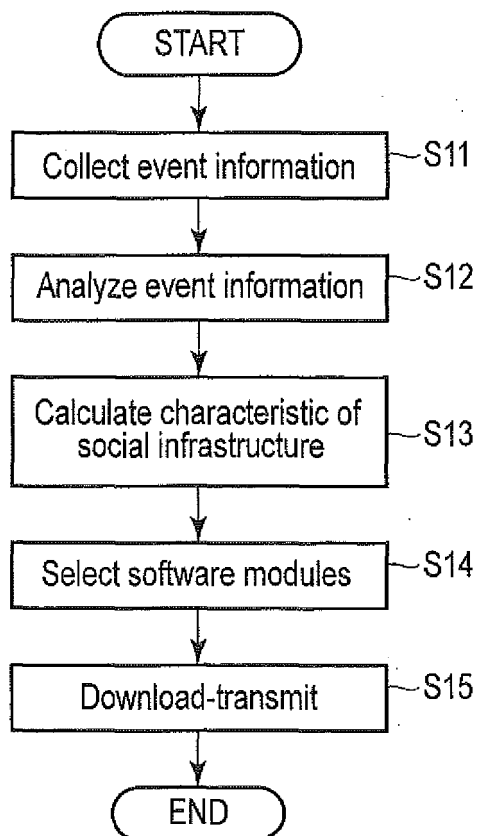 START
Collect event information
S11
Analyze event information
S12
Calculate characteristic of
social infrastructure
S13
Select software modules
S14
Download-transmit
S15
END